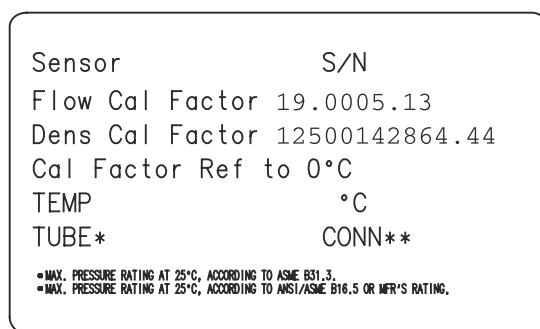 Sensor S/N
Flow Cal Factor 19.0005.13
Dens Cal Factor 12500142864.44
Cal Factor Ref to 0°C
TEMP °C
TUBE* CONN**
*MAX. PRESSURE RATING AT 25°C, ACCORDING TO ASME B31.3.
*MAX. PRESSURE RATING AT 25°C, ACCORDING TO ANSI/ASME B16.5 OR MFR'S RATING.